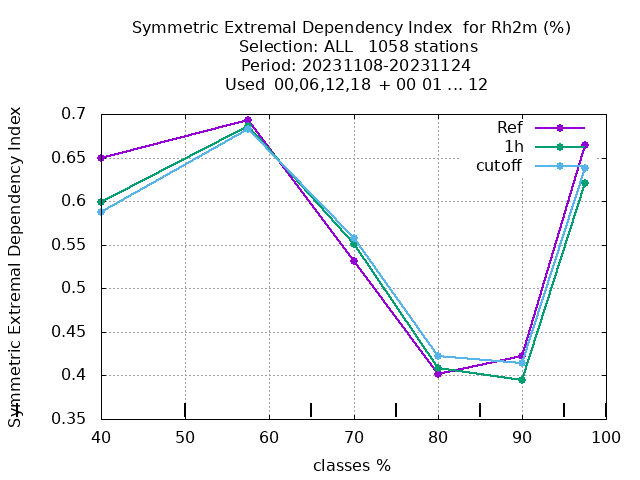 Symmetric Extremal Dependency Index  for Rh2m (%)
Selection: ALL   1058 stations
Period: 20231108-20231124
Used  00,06,12,18 + 00 01 ... 12
Symmetric Extremal Dependency Index
0.7
0.65
0.6
0.55
0.5
0.45
0.4
0.35
Ref
1h
cutoff
40 50 60 70 80 90 100
classes %